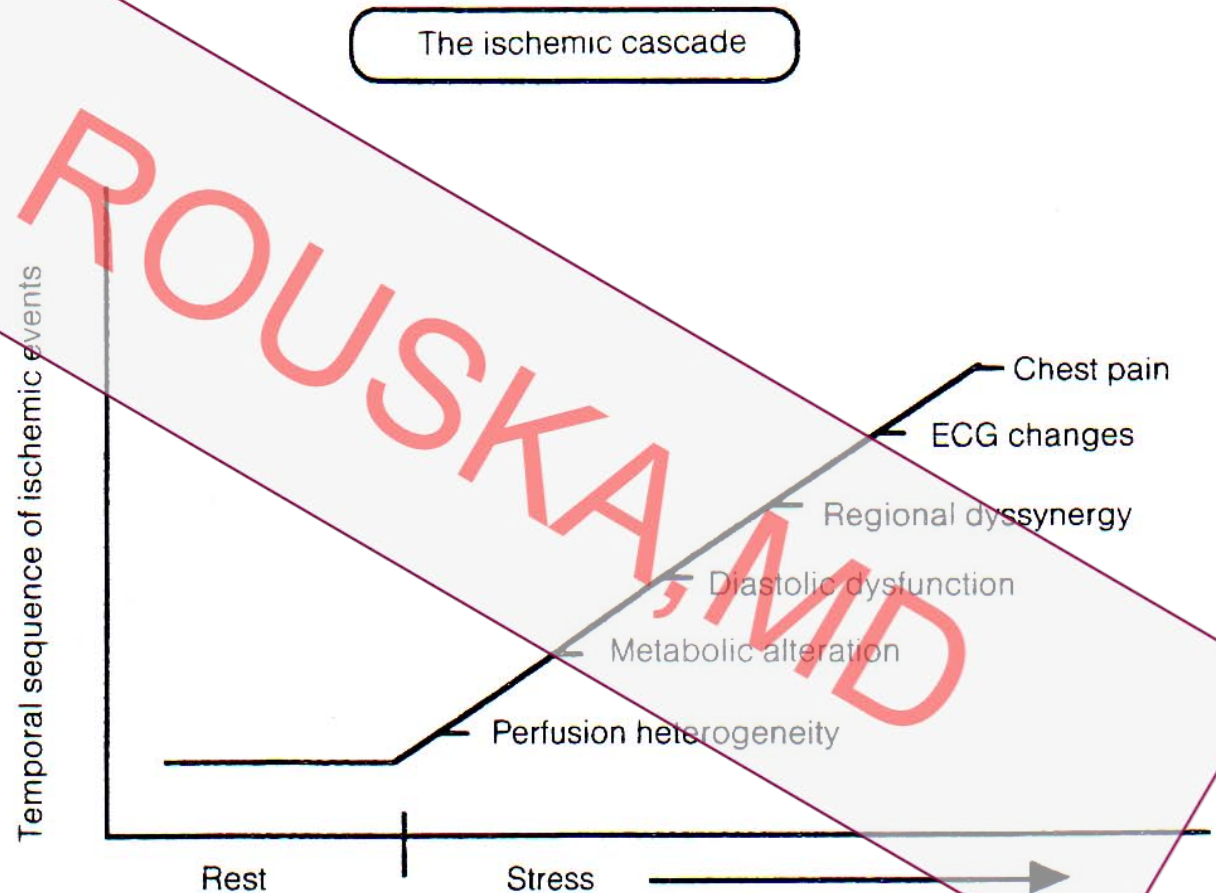 The ischemic cascade
ROUSKA,MD
Temporal sequence of ischemic events
Chest pain
ECG changes
Regional dyssynergy
Diastolic dysfunction
Metabolic alteration
Perfusion heterogeneity
Rest
Stress